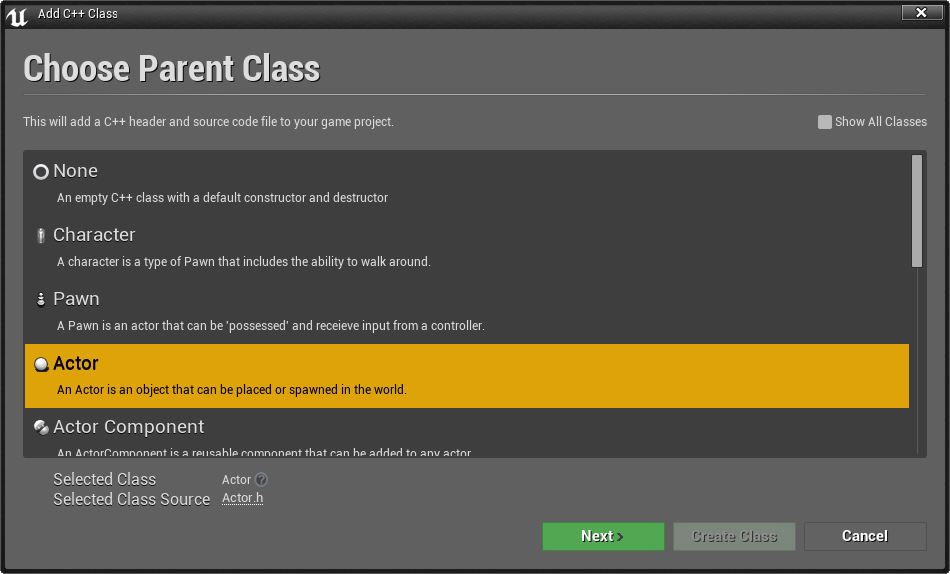 Add C++ Class
Choose Parent Class
This will add a C++ header and source code file to your game project.
Show All Classes
None
An empty C++ class with a default constructor and destructor
Character
A character is a type of Pawn that includes the ability to walk around.
Pawn
A Pawn is an actor that can be 'possessed' and receieve input from a controller.
Actor
An Actor is an object that can be placed or spawned in the world.
Actor Component
An ActorComponent is a reusable component that can be added to any actor
Selected Class Actor ?
Selected Class Source Actor.h
Next >
Create Class
Cancel